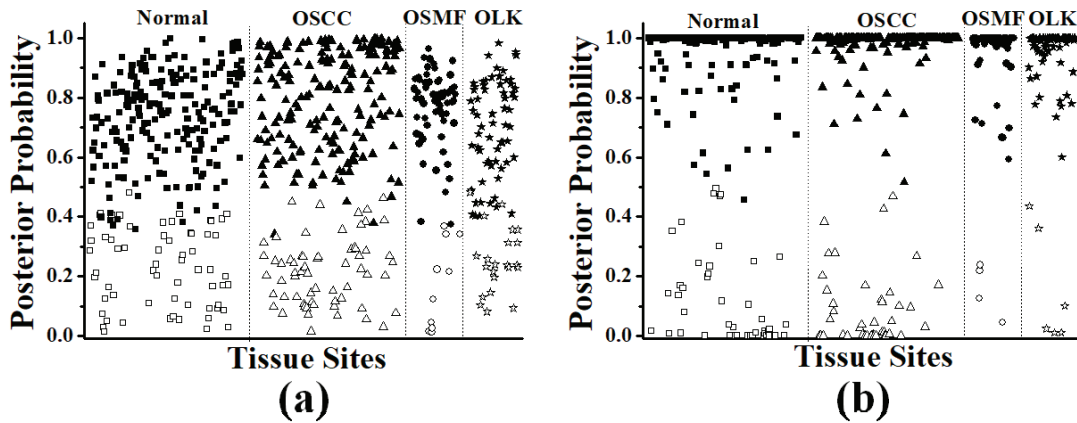 Normal OSCC OSMF OLK
Posterior Probability
1.0
0.8
0.6
0.4
0.2
0.0
Tissue Sites
(a)
Normal OSCC OSMF OLK
Posterior Probability
1.0
0.8
0.6
0.4
0.2
0.0
Tissue Sites
(b)